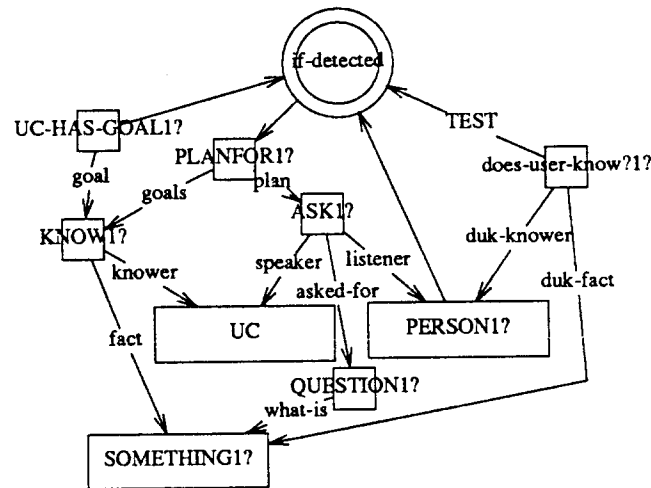 if-detected
UC-HAS-GOAL1?
TEST
PLANFOR1?
does-user-know?1?
goal
goals
plan
ASK1?
KNOW1?
duk-knower
knower
speaker
listener
duk-fact
asked-for
fact
UC
PERSON1?
QUESTION1?
what-is
SOMETHING1?